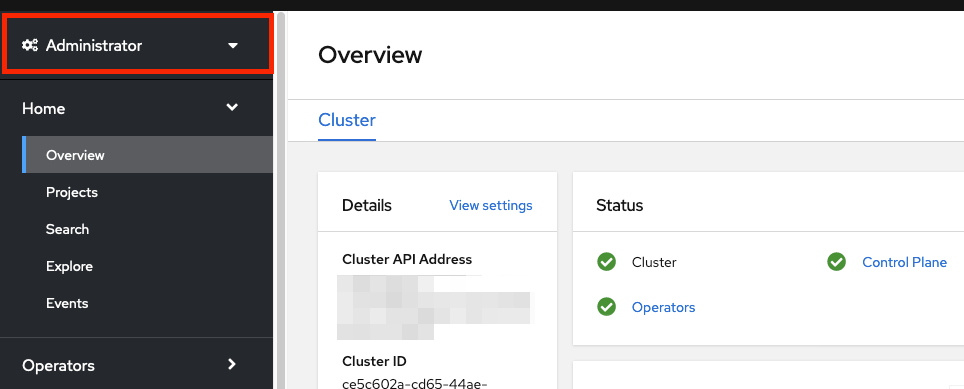 Administrator
Home
Overview
Projects
Search
Explore
Events
Operators
Overview
Cluster
Details
View settings
Cluster API Address
Cluster ID
ce5c602a-cd65-44ae-
Status
Cluster
Control Plane
Operators